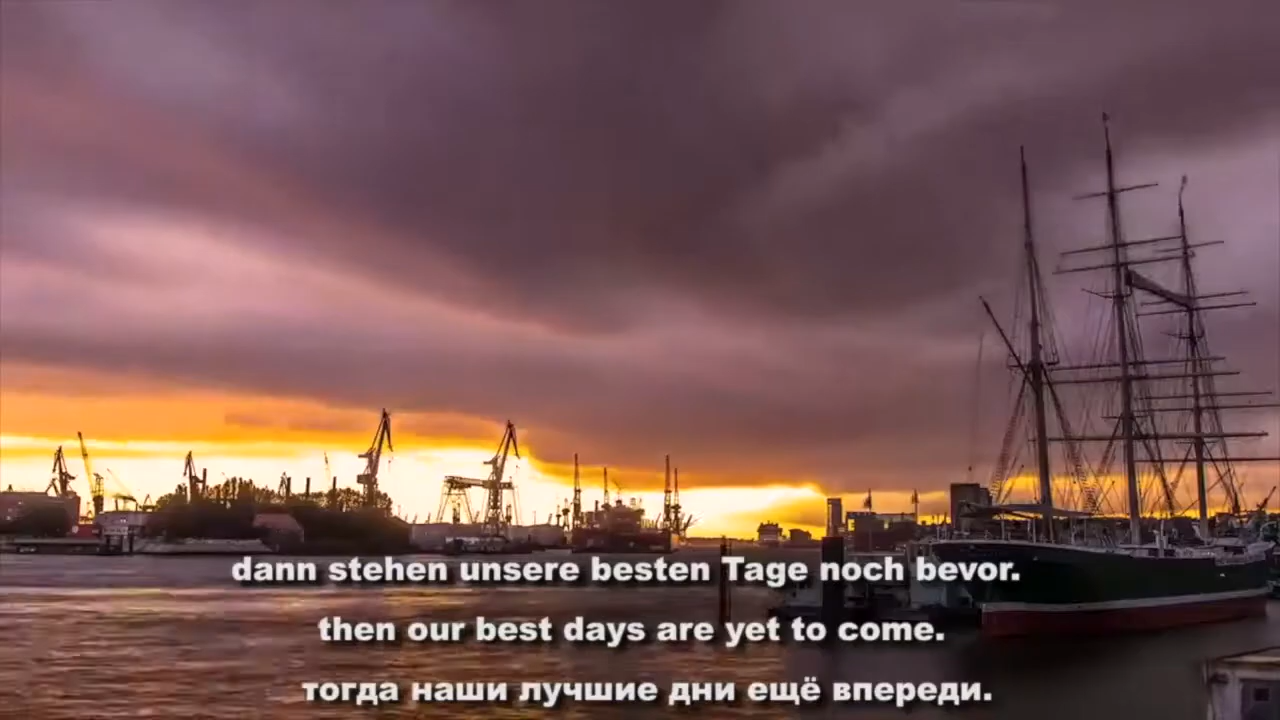 dann stehen unsere besten Tage noch bevor.
then our best days are yet to come.
тогда наши лучшие дни ещё впереди.